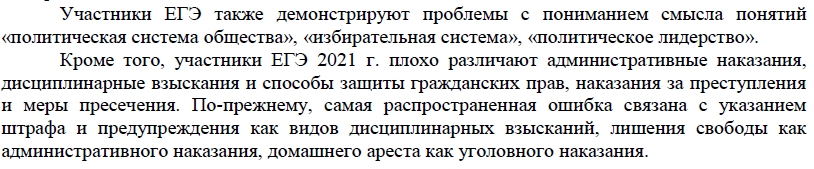 Участники ЕГЭ также демонстрируют проблемы с пониманием смысла понятий
«политическая система общества», «избирательная система», «политическое лидерство».
Кроме того, участники ЕГЭ 2021 г. плохо различают административные наказания,
дисциплинарные взыскания и способы защиты гражданских прав, наказания за преступления
и меры пресечения. По-прежнему, самая распространенная ошибка связана с указанием
штрафа и предупреждения как видов дисциплинарных взысканий, лишения свободы как
административного наказания, домашнего ареста как уголовного наказания.